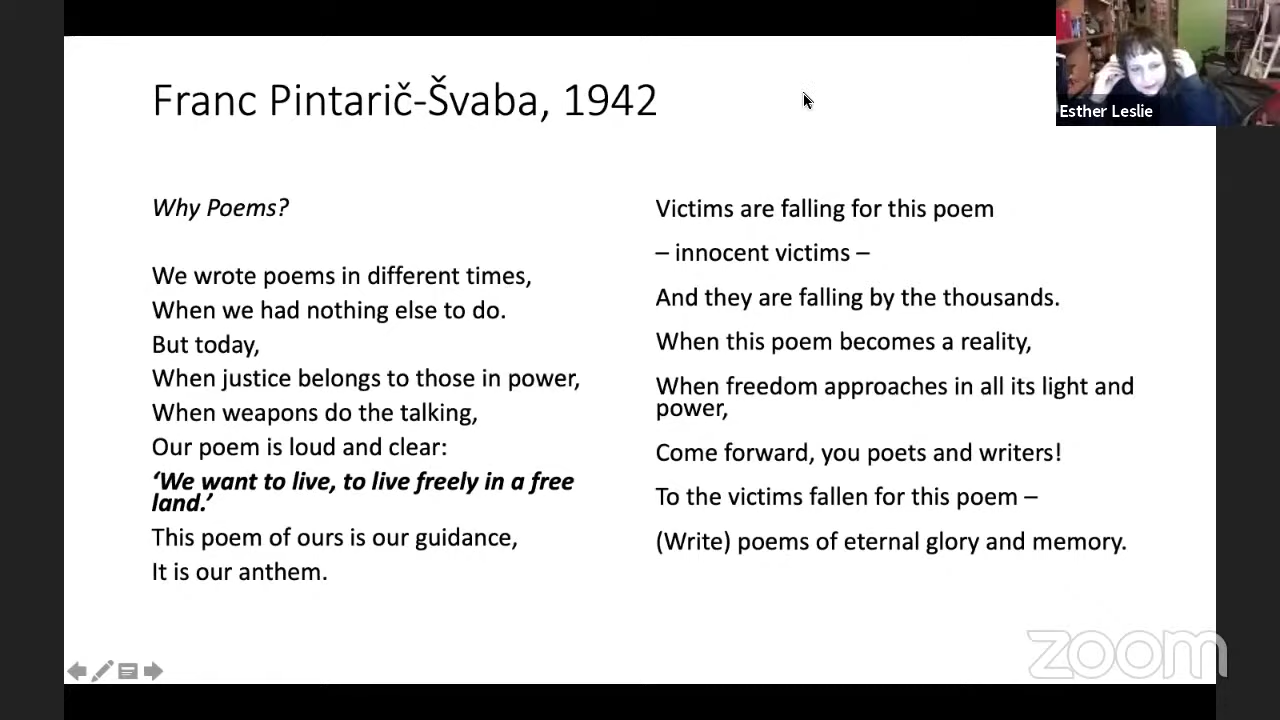 Franc Pintarič-Švaba, 1942
Esther Leslie
Why Poems?
We wrote poems in different times,
When we had nothing else to do.
But today,
When justice belongs to those in power,
When weapons do the talking,
Our poem is loud and clear:
‘We want to live, to live freely in a free
land.’
This poem of ours is our guidance,
It is our anthem.
Victims are falling for this poem
– innocent victims –
And they are falling by the thousands.
When this poem becomes a reality,
When freedom approaches in all its light and
power,
Come forward, you poets and writers!
To the victims fallen for this poem –
(Write) poems of eternal glory and memory.
zoom